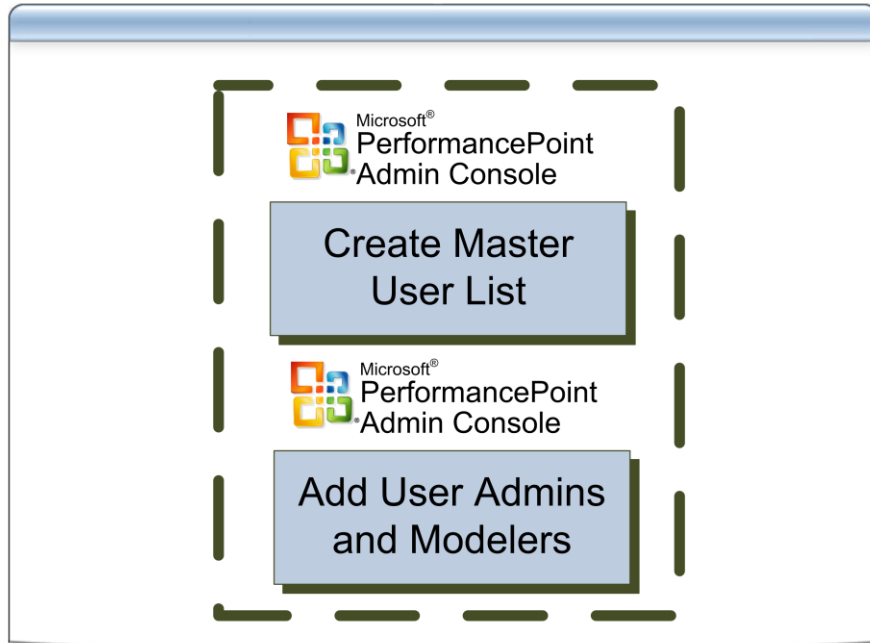 Microsoft®
PerformancePoint
Admin Console
Create Master
User List
Microsoft®
PerformancePoint
Admin Console
Add User Admins
and Modelers